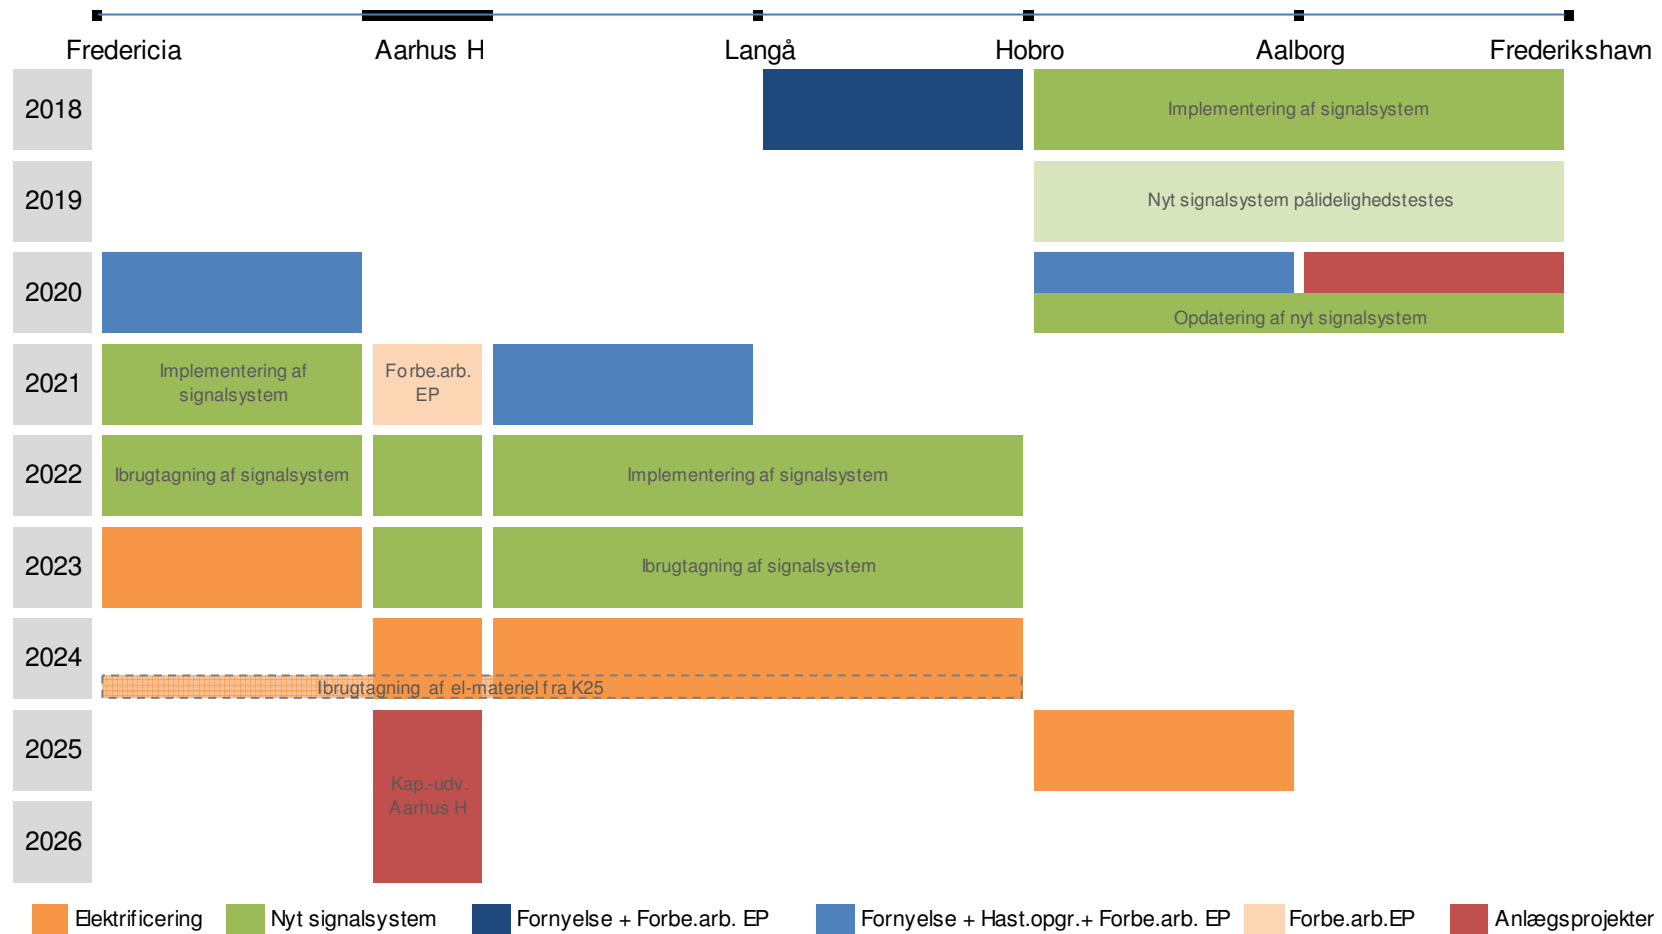 Fredericia Aarhus H Langå Hobro Aalborg Frederikshavn
2018 Implementering af signalsystem
2019 Nyt signalsystem pålidelighedstestes
2020 Opdatering af nyt signalsystem
2021
Implementering af
signalsystem
Forbe.arb.
EP
2022 Ibrugtagning af signalsystem Implementering af signalsystem
2023 Ibrugtagning af signalsystem
2024
Ibrugtagning af el-materiel fra K25
2025
Kap.-udv.
Aarhus H
2026
Elektrificering Nyt signalsystem Fornyelse + Forbe.arb. EP Fornyelse + Hast.opgr.+ Forbe.arb. EP Forbe.arb.EP Anlægsprojekter